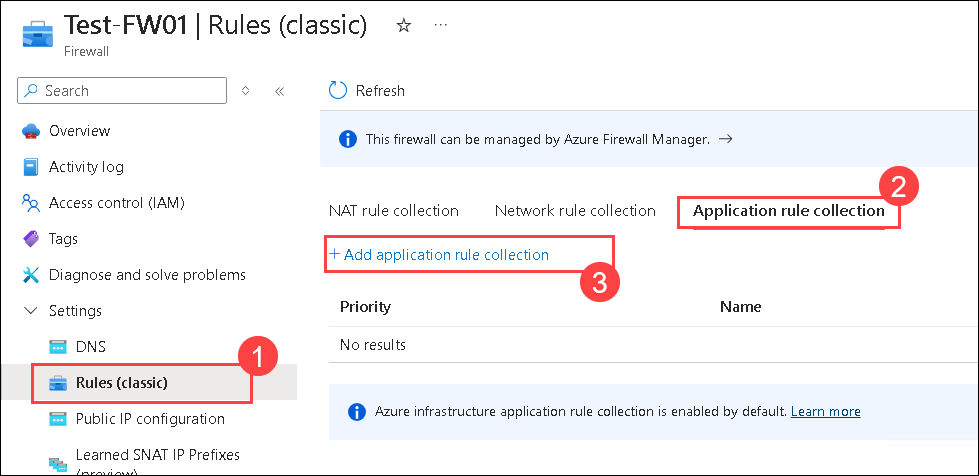 Test-FW01 | Rules (classic) ☆ ...
Firewall
Search
Overview
Activity log
Access control (IAM)
Tags
Diagnose and solve problems
Settings
DNS
1
Rules (classic)
Public IP configuration
Learned SNAT IP Prefixes
(preview)
Refresh
This firewall can be managed by Azure Firewall Manager. →
2
NAT rule collection Network rule collection Application rule collection
+ Add application rule collection
3
Priority Name
No results
Azure infrastructure application rule collection is enabled by default. Learn more